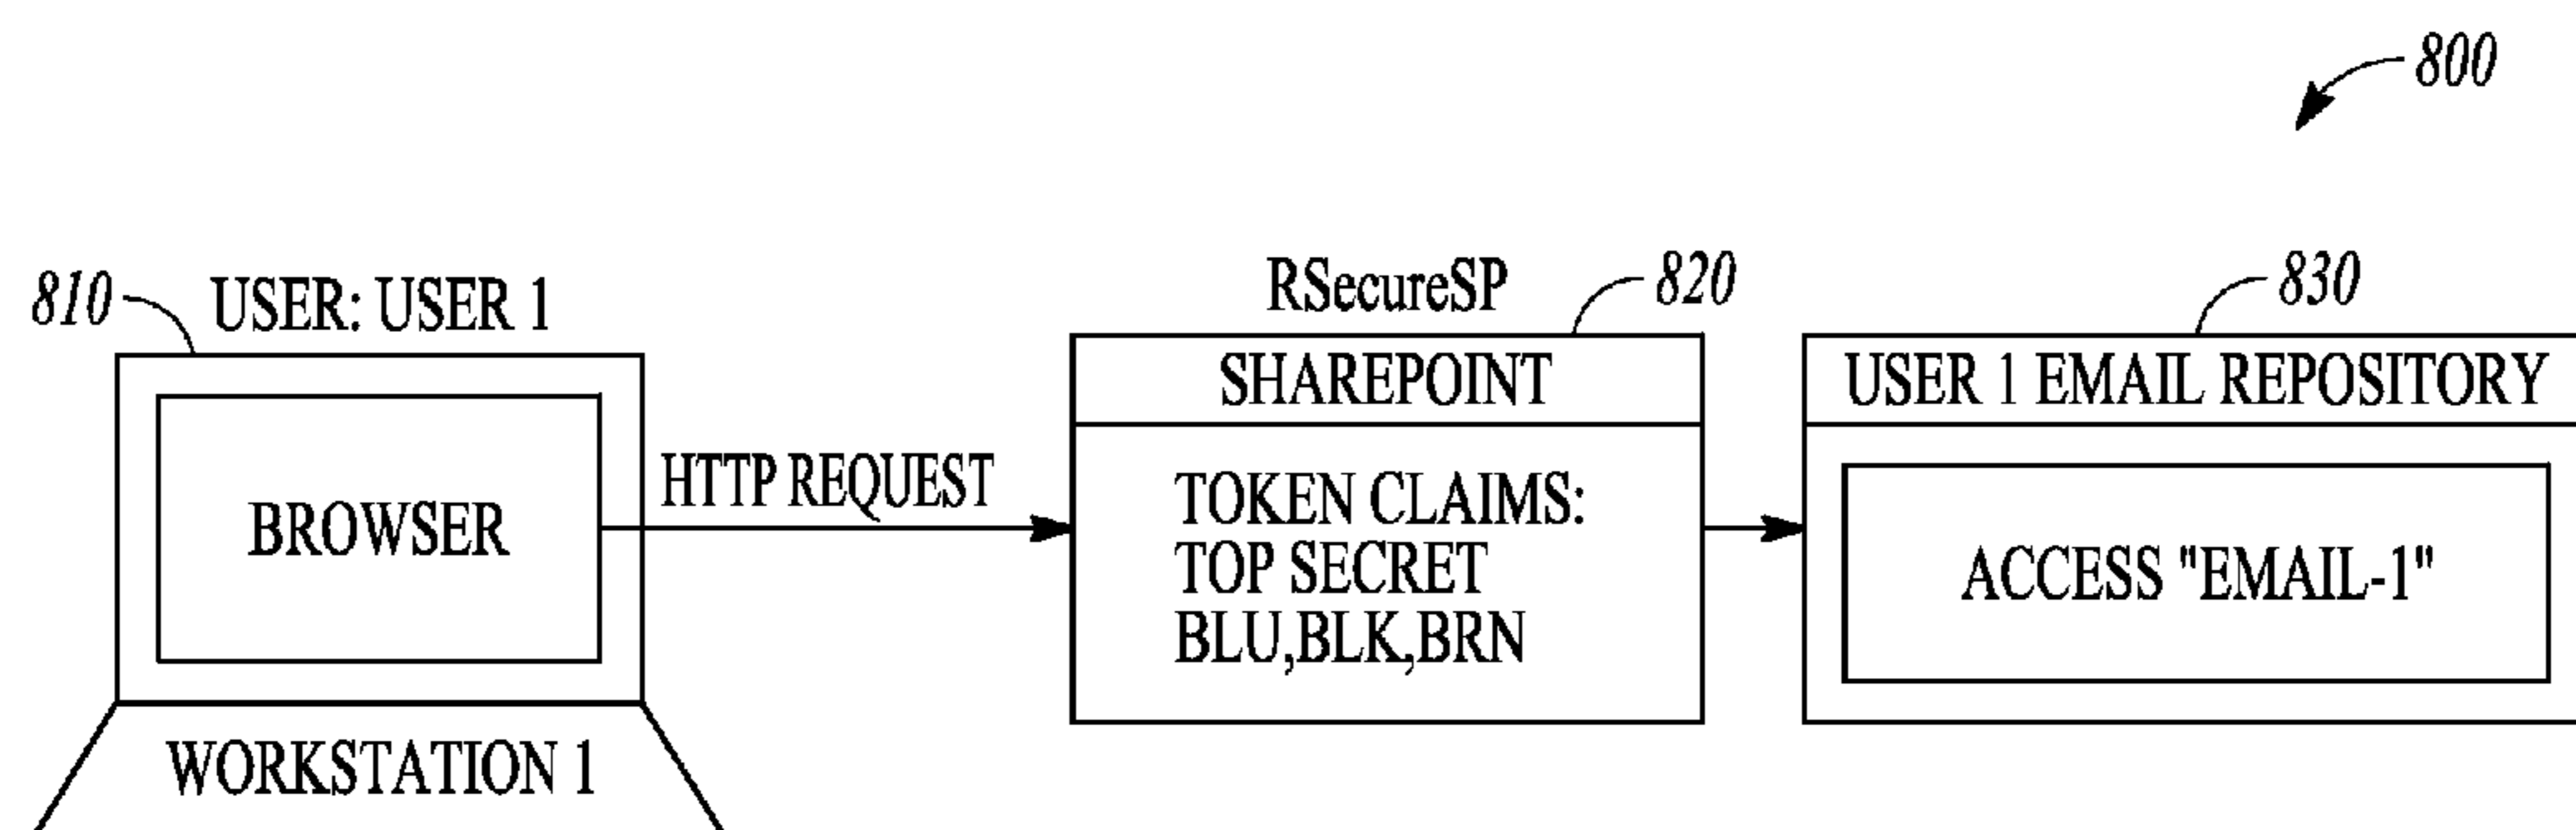 800
810
USER: USER 1
BROWSER
WORKSTATION 1
HTTP REQUEST
RSecureSP
820
SHAREPOINT
TOKEN CLAIMS:
TOP SECRET
BLU,BLK,BRN
830
USER 1 EMAIL REPOSITORY
ACCESS "EMAIL-1"